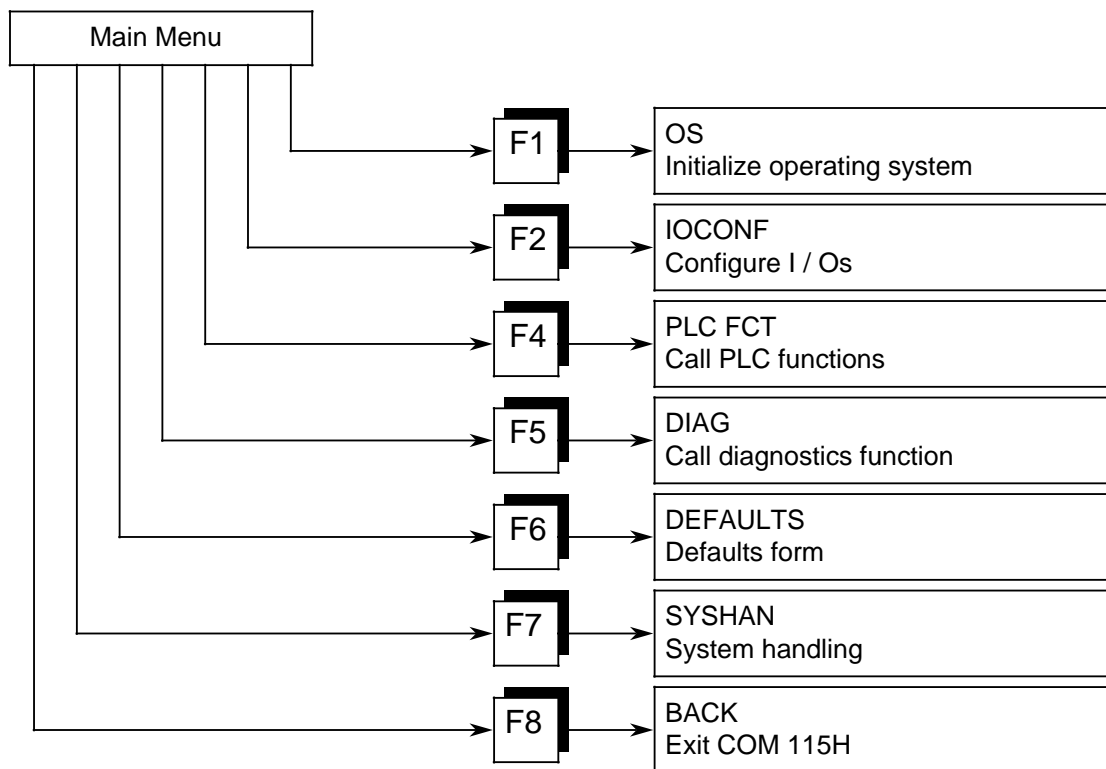 Main Menu
F1
OS
Initialize operating system
F2
IOCONF
Configure I / Os
F4
PLC FCT
Call PLC functions
F5
DIAG
Call diagnostics function
F6
DEFAULTS
Defaults form
F7
SYSHAN
System handling
F8
BACK
Exit COM 115H